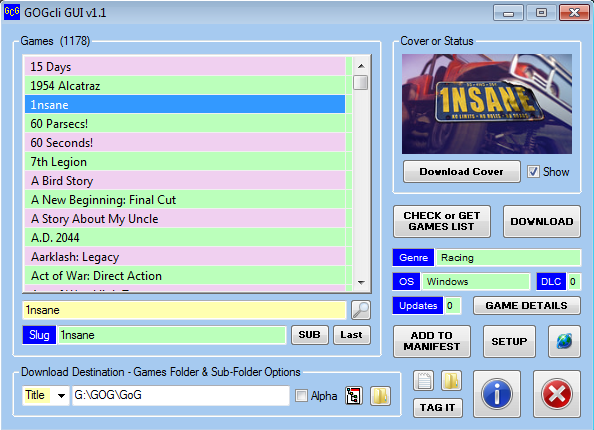 GOGcli GUI v1.1
Games (1178)
15 Days
1954 Alcatraz
1nsane
60 Parsecs!
60 Seconds!
7th Legion
A Bird Story
A New Beginning: Final Cut
A Story About My Uncle
A.D. 2044
Aarklash: Legacy
Act of War: Direct Action
1nsane
Slug 1nsane SUB Last
Download Destination - Games Folder & Sub-Folder Options
Title G:\GOG\GoG Alpha
Cover or Status
1NSANE
NO LIMITS • NO RULES •
Download Cover Show
CHECK or GET
GAMES LIST
DOWNLOAD
Genre Racing
OS Windows DLC 0
Updates 0 GAME DETAILS
ADD TO
MANIFEST
SETUP
TAG IT